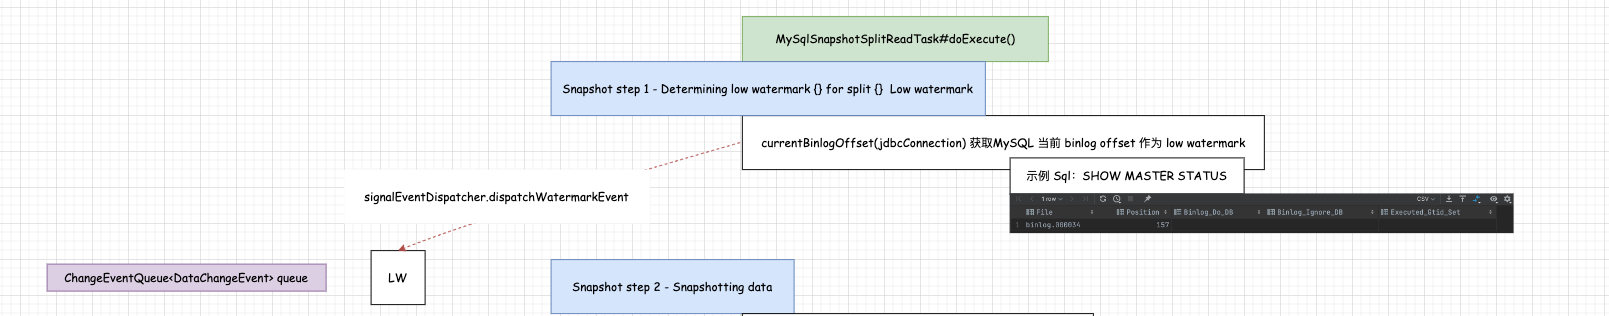 MySqlSnapshotSplitReadTask#doExecute()
Snapshot step 1 - Determining low watermark {} for split {} Low watermark
currentBinlogOffset(jdbcConnection) 获取MySQL 当前 binlog offset 作为 low watermark
示例 Sql：SHOW MASTER STATUS
signalEventDispatcher.dispatchWatermarkEvent
1 row
CSV
File Position Binlog_Do_DB Binlog_Ignore_DB Executed_Gtid_Set
1 binlog.000034 157
ChangeEventQueue<DataChangeEvent> queue
LW
Snapshot step 2 - Snapshotting data